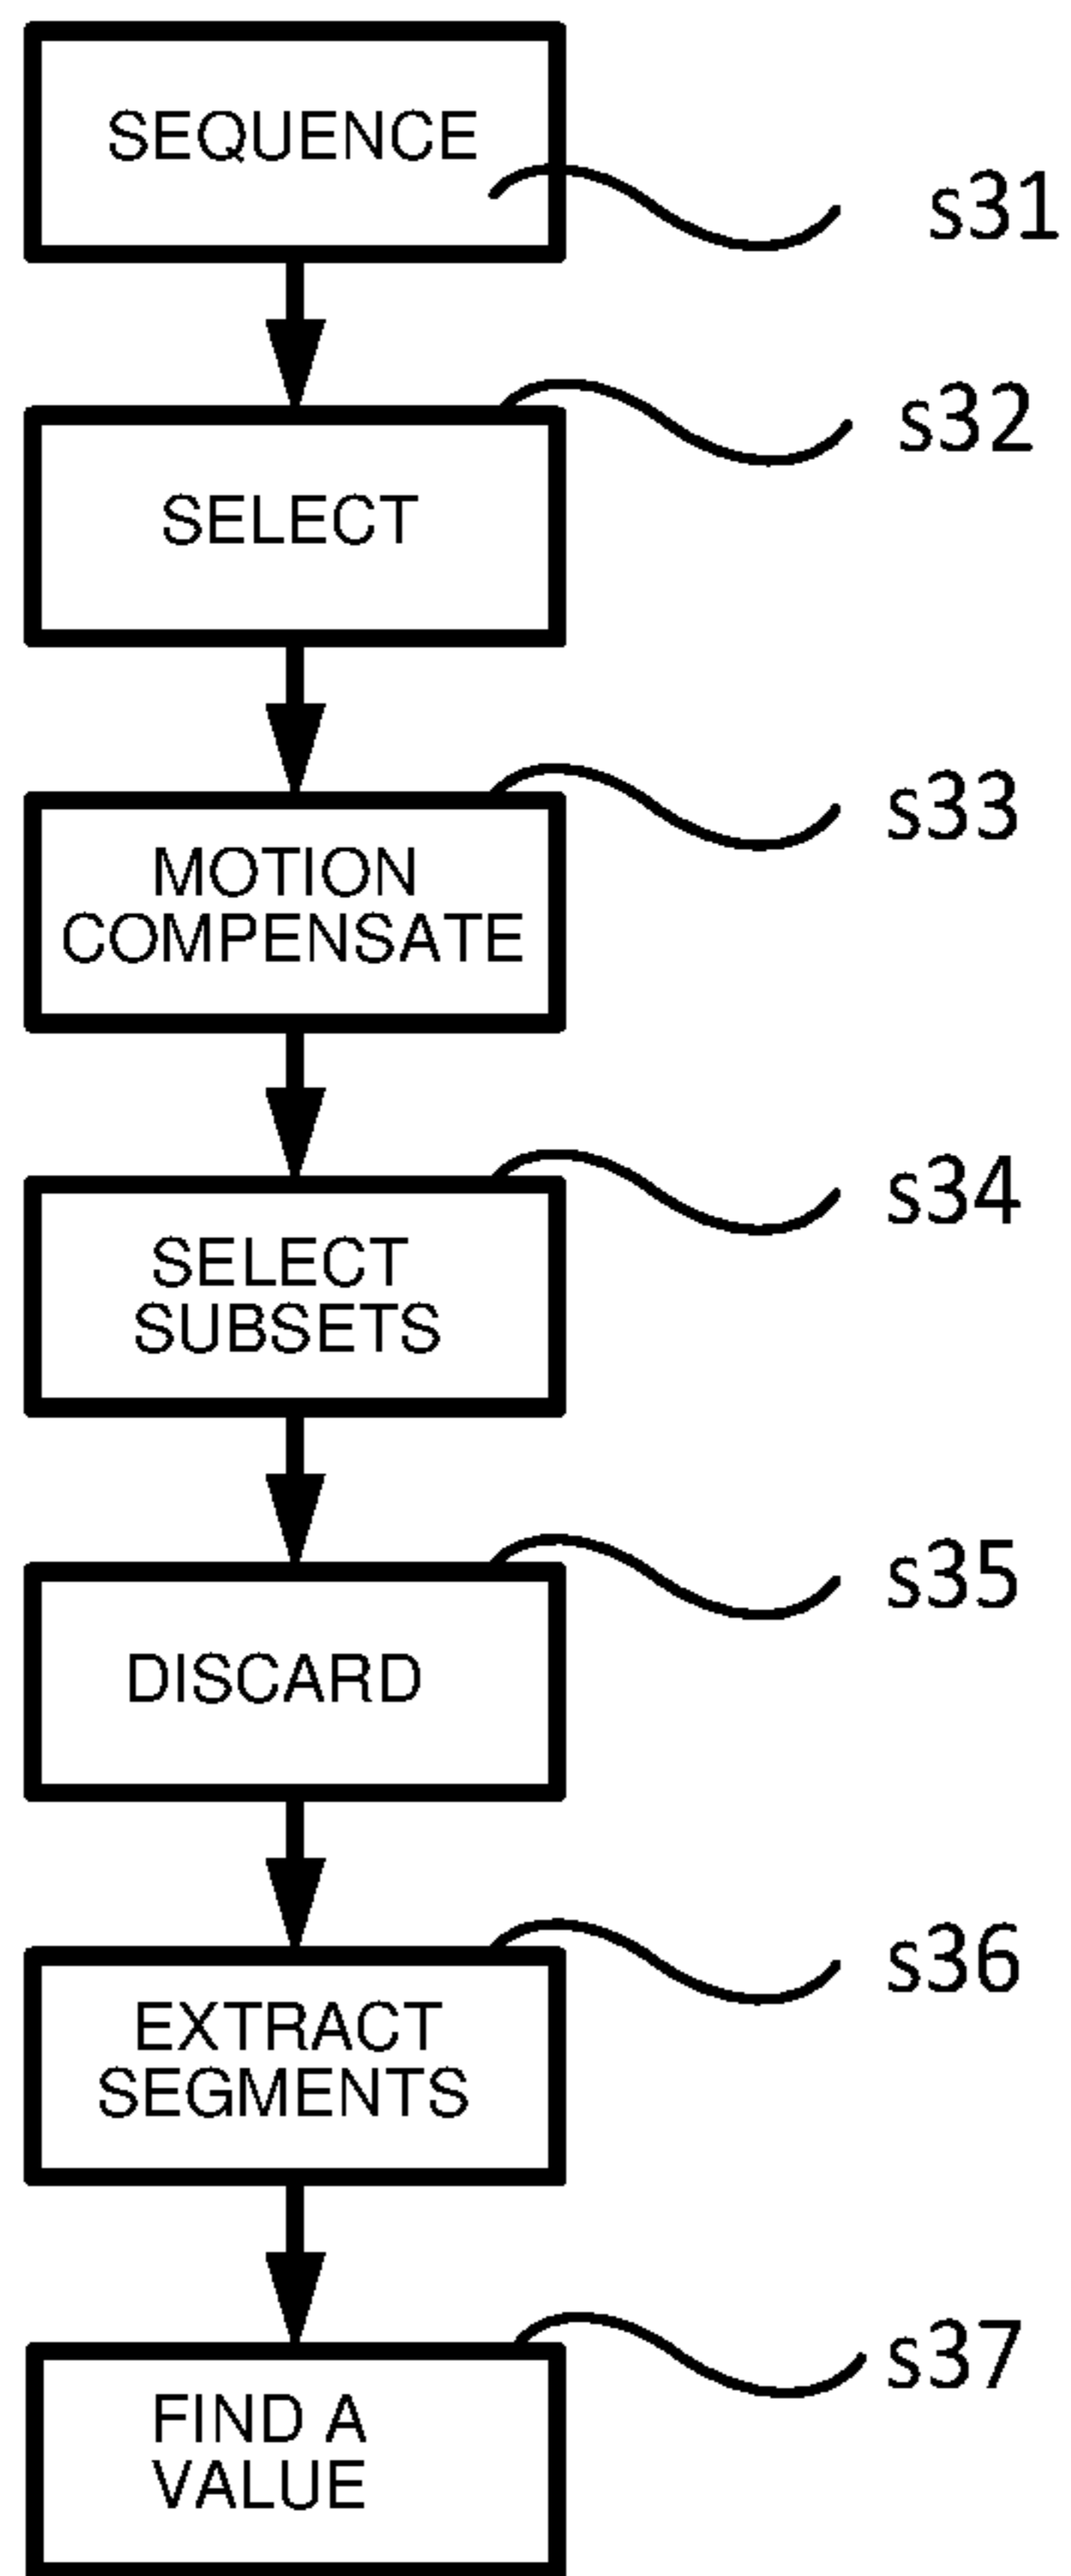 SEQUENCE
s31
s32
SELECT
s33
MOTION
COMPENSATE
s34
SELECT
SUBSETS
s35
DISCARD
s36
EXTRACT
SEGMENTS
s37
FIND A
VALUE